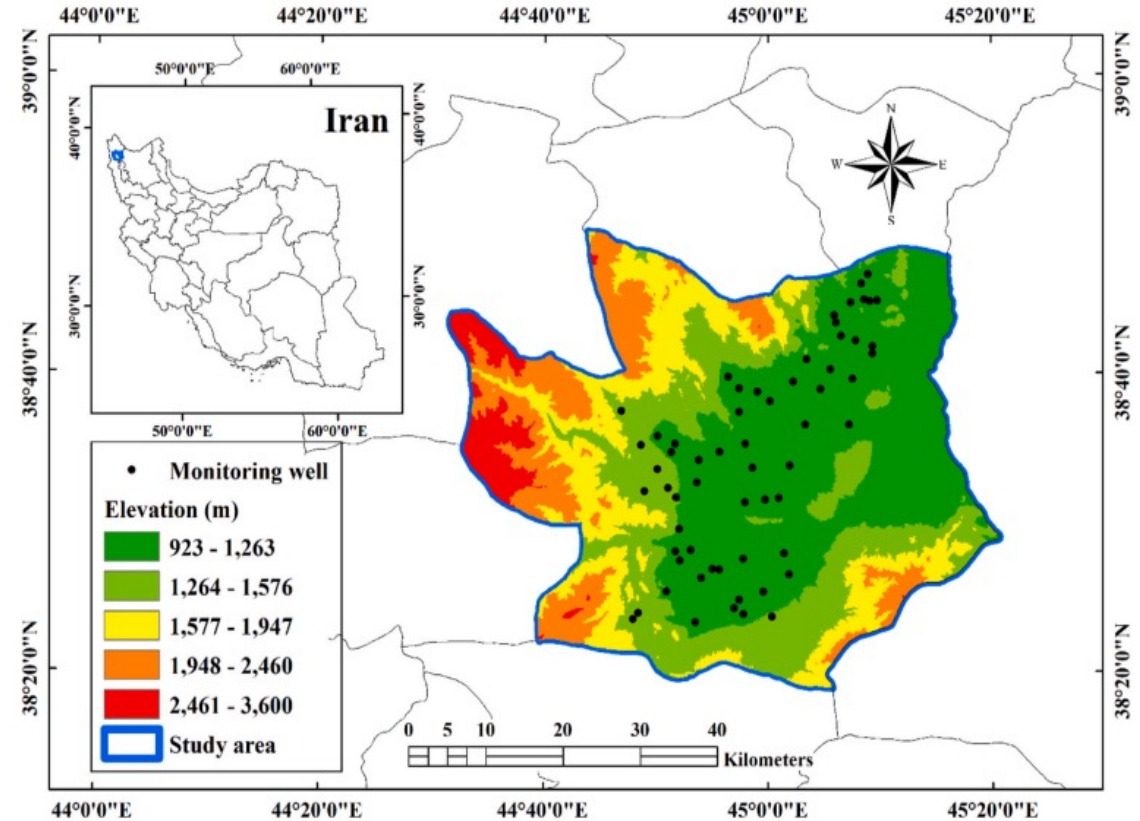 44°0'0"E 44°20'0"E 44°40'0"E 45°0'0"E 45°20'0"E
39°0'0"N
39°0'0"N
50°0'0"E 60°0'0"E
Iran
40°0'0"N
40°0'0"N
30°0'0"N
30°0'0"N
50°0'0"E 60°0'0"E
N
W E
S
38°40'0"N
38°40'0"N
Monitoring well
Elevation (m)
923 - 1,263
1,264 - 1,576
1,577 - 1,947
1,948 - 2,460
2,461 - 3,600
Study area
38°20'0"N
38°20'0"N
0 5 10 20 30 40
Kilometers
44°0'0"E 44°20'0"E 44°40'0"E 45°0'0"E 45°20'0"E